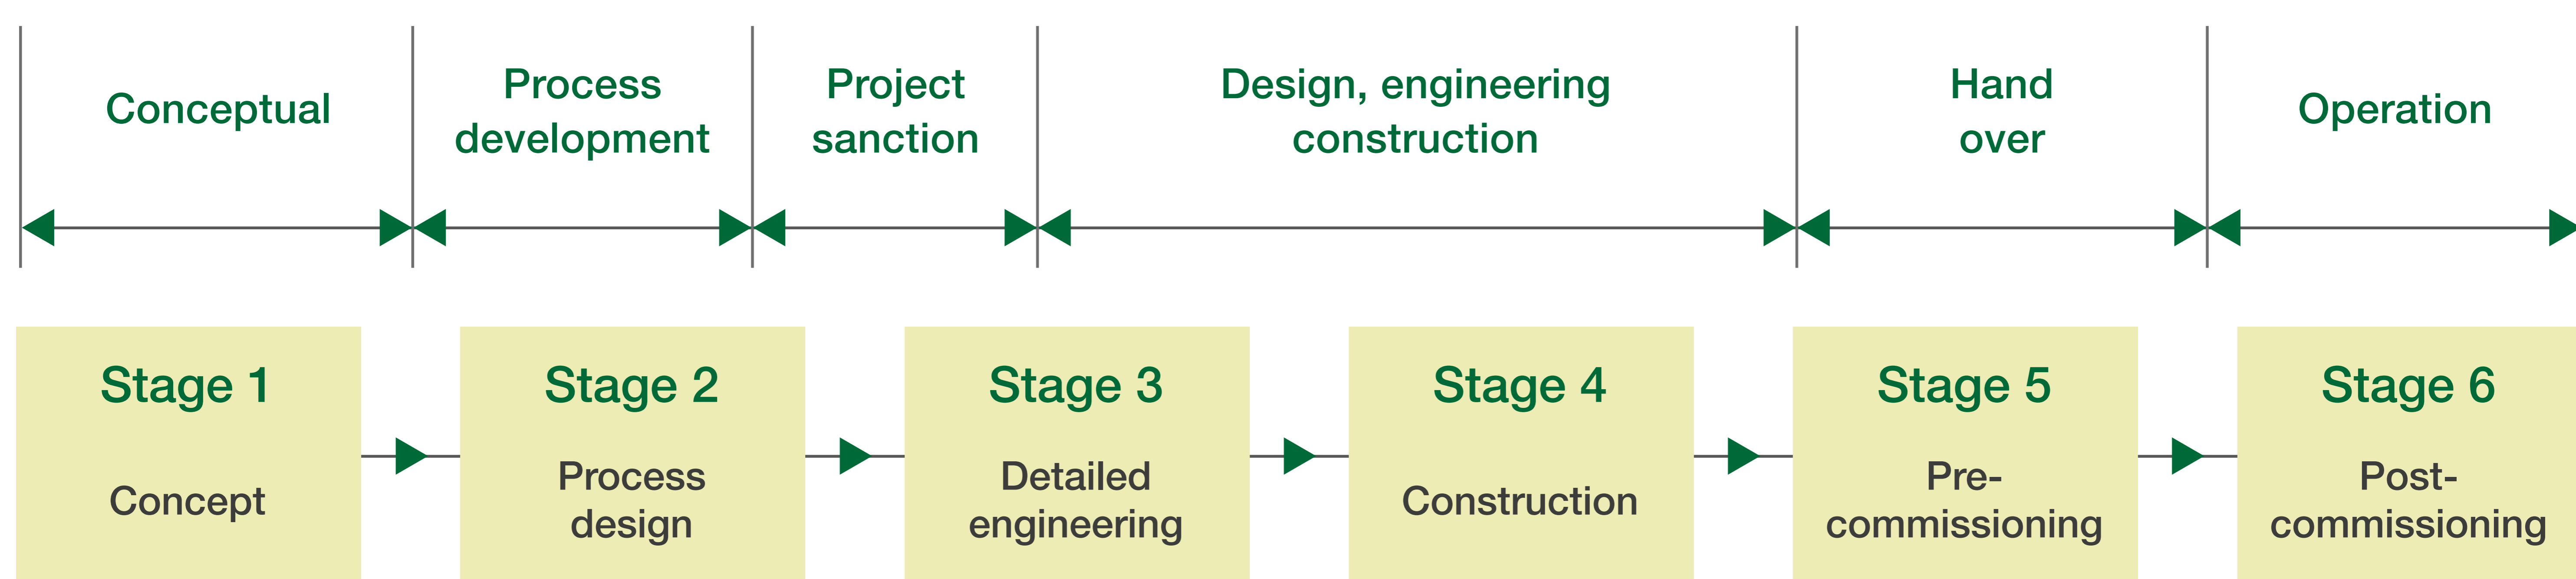 Conceptual
Process
development
Project
sanction
Design, engineering
construction
Hand
over
Operation
Stage 1
Concept
Stage 2
Process
design
Stage 3
Detailed
engineering
Stage 4
Construction
Stage 5
Pre-
commissioning
Stage 6
Post-
commissioning